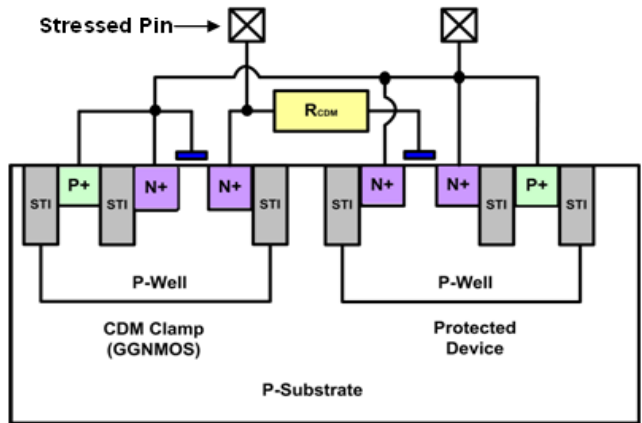 Stressed Pin
RCDM
P+
N+
N+
N+
N+
P+
STI
STI
STI
STI
STI
STI
P-Well
P-Well
CDM Clamp
(GGNMOS)
Protected
Device
P-Substrate